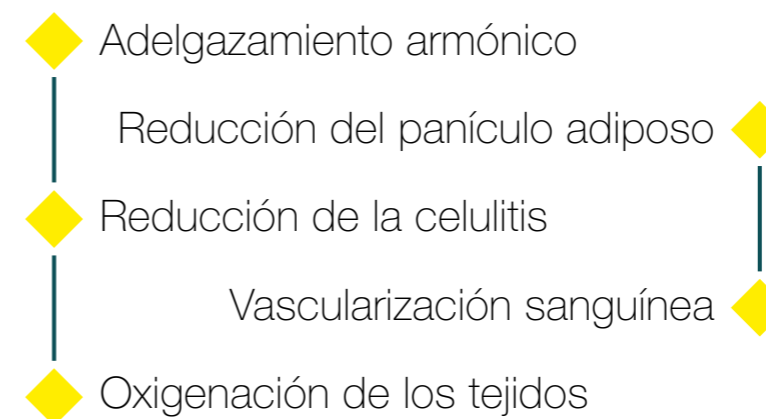 Adelgazamiento armónico
Reducción del panículo adiposo
Reducción de la celulitis
Vascularización sanguínea
Oxigenación de los tejidos